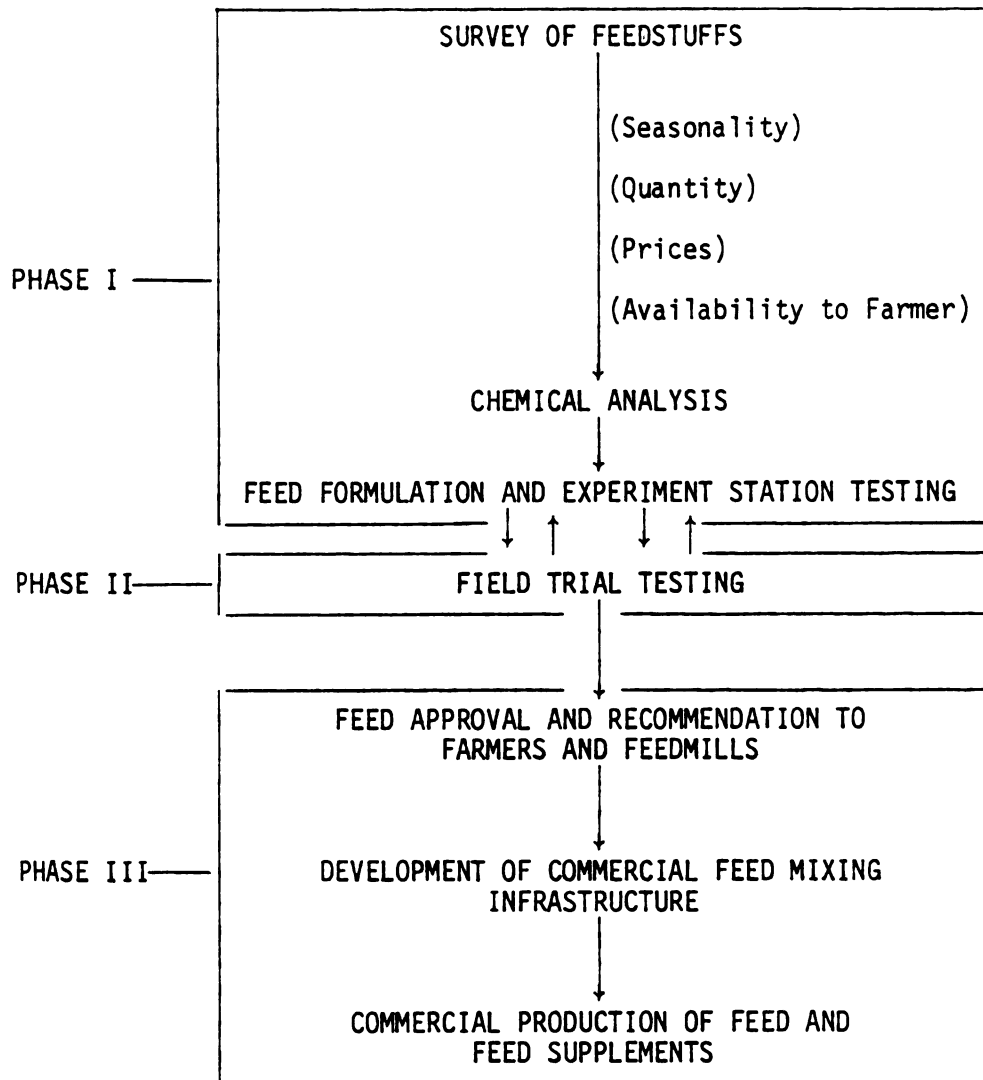 SURVEY OF FEEDSTUFFS
(Seasonality)
(Quantity)
(Prices)
(Availability to Farmer)
PHASE I
CHEMICAL ANALYSIS
FEED FORMULATION AND EXPERIMENT STATION TESTING
PHASE II
FIELD TRIAL TESTING
FEED APPROVAL AND RECOMMENDATION TO
FARMERS AND FEEDMILLS
PHASE III
DEVELOPMENT OF COMMERCIAL FEED MIXING
INFRASTRUCTURE
COMMERCIAL PRODUCTION OF FEED AND
FEED SUPPLEMENTS